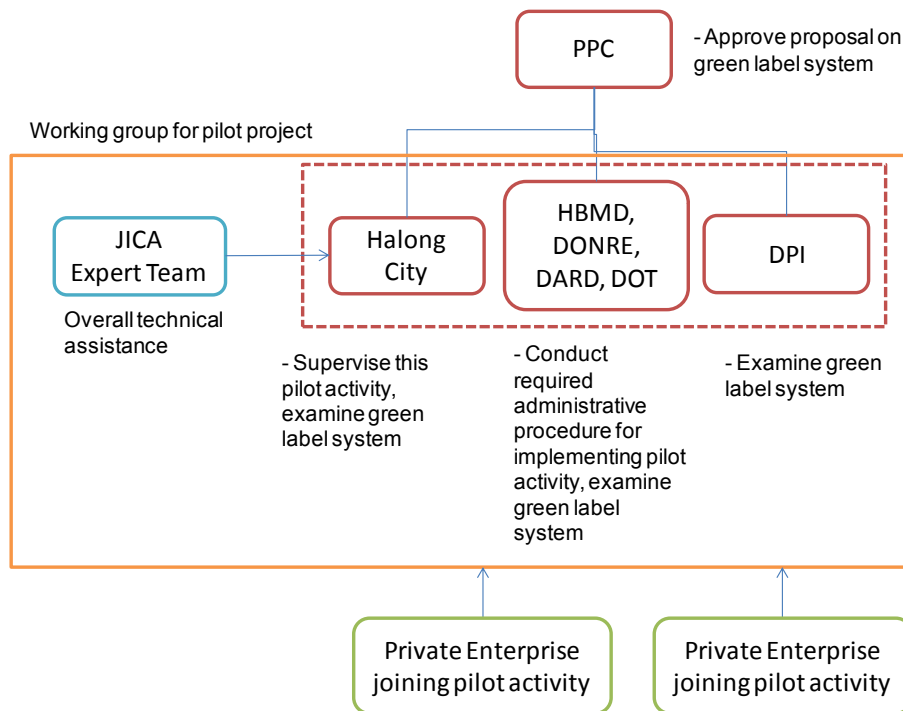 PPC
- Approve proposal on
green label system
Working group for pilot project
JICA
Expert Team
Halong
City
HBMD,
DONRE,
DARD, DOT
DPI
Overall technical
assistance
- Supervise this
pilot activity,
examine green
label system
- Conduct
required
administrative
procedure for
implementing pilot
activity, examine
green label
system
- Examine green
label system
Private Enterprise
joining pilot activity
Private Enterprise
joining pilot activity